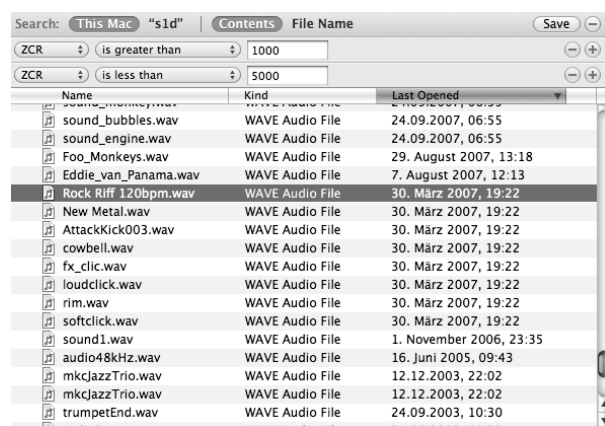 Search: This Mac “s1d” Contents File Name Save
ZCR is greater than 1000
ZCR is less than 5000
Name Kind Last Opened
sound_monkey.wav WAVE Audio File 24.09.2007, 06:55
sound_bubbles.wav WAVE Audio File 24.09.2007, 06:55
sound_engine.wav WAVE Audio File 24.09.2007, 06:55
Foo_Monkeys.wav WAVE Audio File 29. August 2007, 13:18
Eddie_van_Panama.wav WAVE Audio File 7. August 2007, 12:13
Rock Riff 120bpm.wav WAVE Audio File 30. März 2007, 19:22
New Metal.wav WAVE Audio File 30. März 2007, 19:22
AttackKick003.wav WAVE Audio File 30. März 2007, 19:22
cowbell.wav WAVE Audio File 30. März 2007, 19:22
fx_clic.wav WAVE Audio File 30. März 2007, 19:22
loudclick.wav WAVE Audio File 30. März 2007, 19:22
rim.wav WAVE Audio File 30. März 2007, 19:22
softclick.wav WAVE Audio File 30. März 2007, 19:22
sound1.wav WAVE Audio File 1. November 2006, 23:35
audio48kHz.wav WAVE Audio File 16. Juni 2005, 09:43
mkcJazzTrio.wav WAVE Audio File 12.12.2003, 22:02
mkcJazzTrio.wav WAVE Audio File 12.12.2003, 22:02
trumpetEnd.wav WAVE Audio File 24.09.2003, 10:30